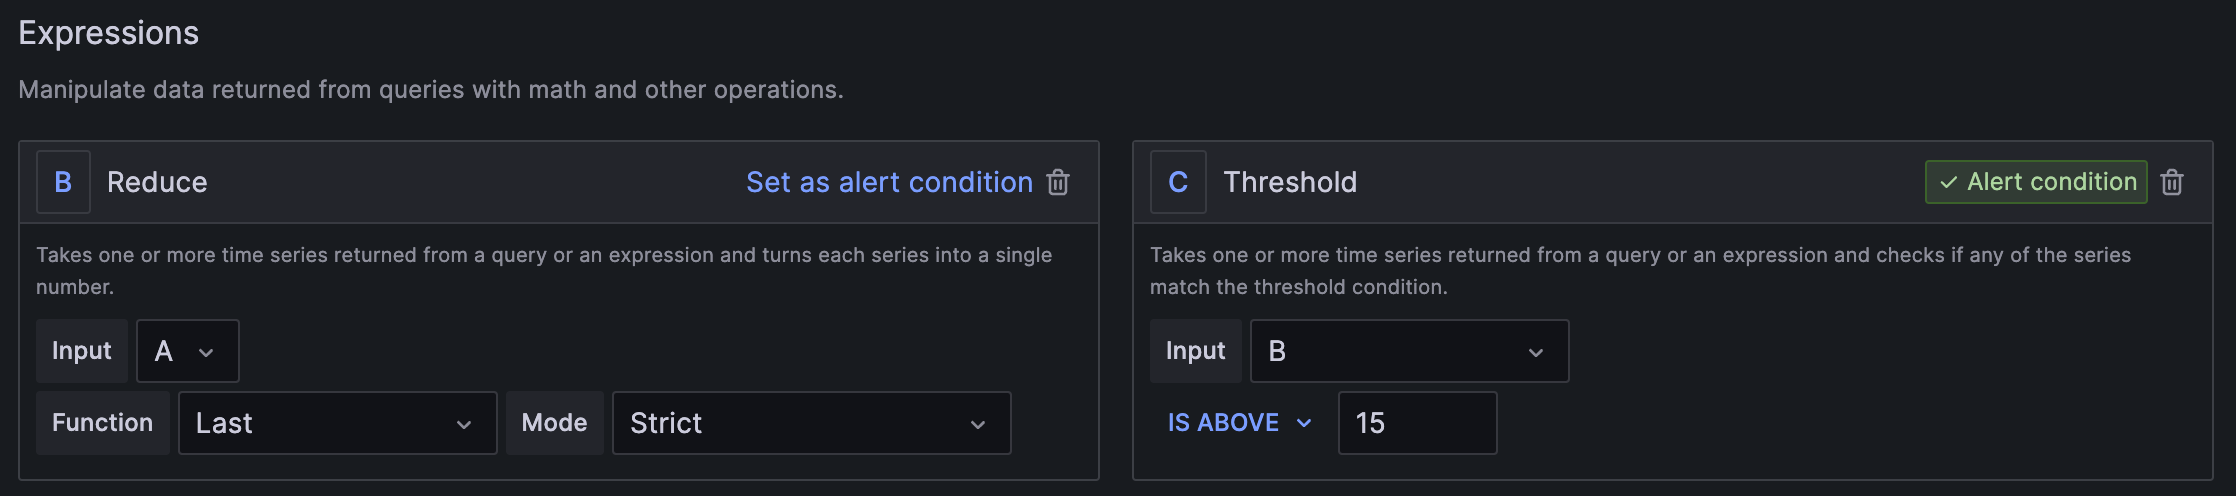 Expressions
Manipulate data returned from queries with math and other operations.
B Reduce Set as alert condition
Takes one or more time series returned from a query or an expression and turns each series into a single
number.
Input A
Function Last Mode Strict
C Threshold Alert condition
Takes one or more time series returned from a query or an expression and checks if any of the series
match the threshold condition.
Input B
IS ABOVE 15